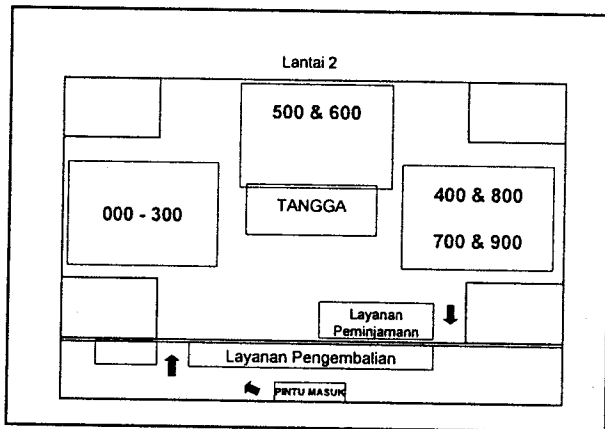 Lantai 2
500 & 600
000 - 300
TANGGA
400 & 800
700 & 900
Layanan
Peminjamann
Layanan Pengembalian
PINTU MASUK